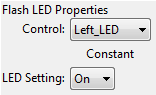 Flash LED Properties
Control: Left_LED
Constant
LED Setting: On